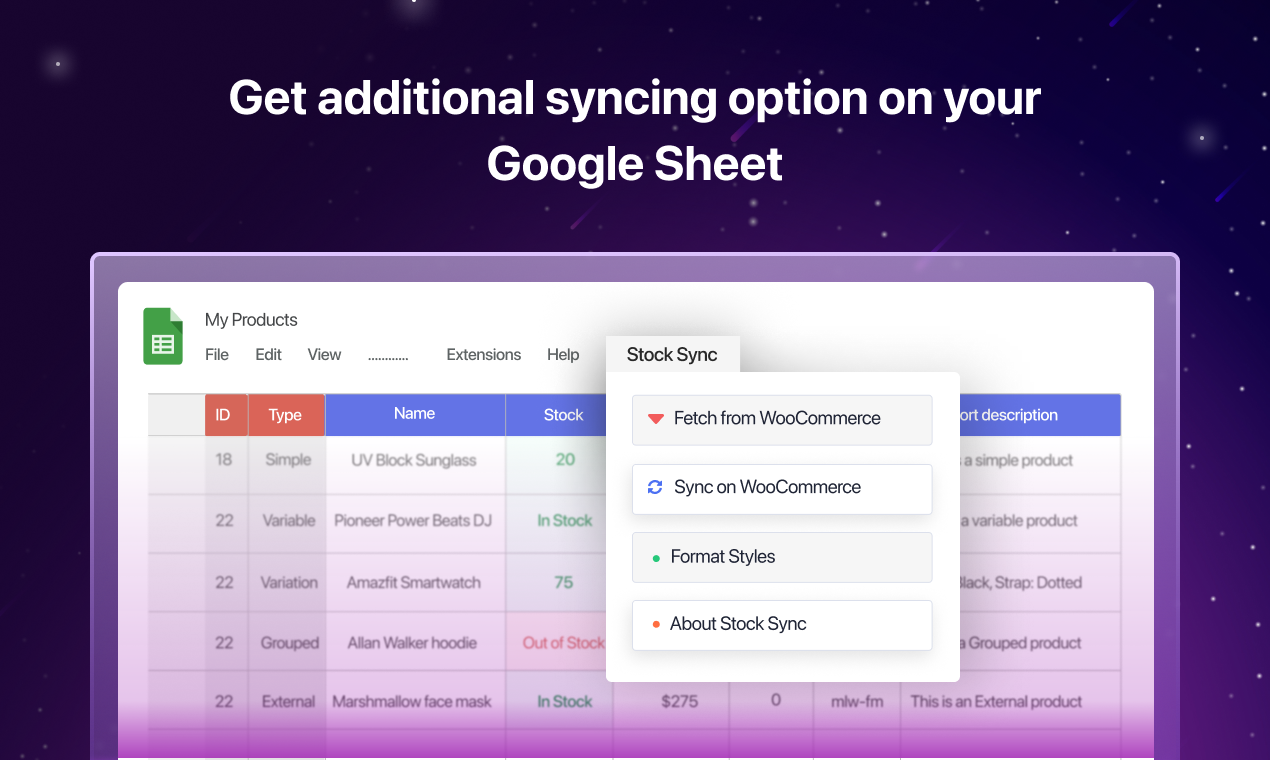 Get additional syncing option on your
Google Sheet
My Products
File Edit View ............ Extensions Help Stock Sync
ID Type Name Stock ort description
Fetch from WooCommerce
18 Simple UV Block Sunglass 20 a simple product
Sync on WooCommerce
22 Variable Pioneer Power Beats DJ In Stock a variable product
Format Styles
22 Variation Amazfit Smartwatch 75 lack, Strap: Dotted
About Stock Sync
22 Grouped Allan Walker hoodie Out of Stock a Grouped product
22 External Marshmallow face mask In Stock $275 0 mlw-fm This is an External product